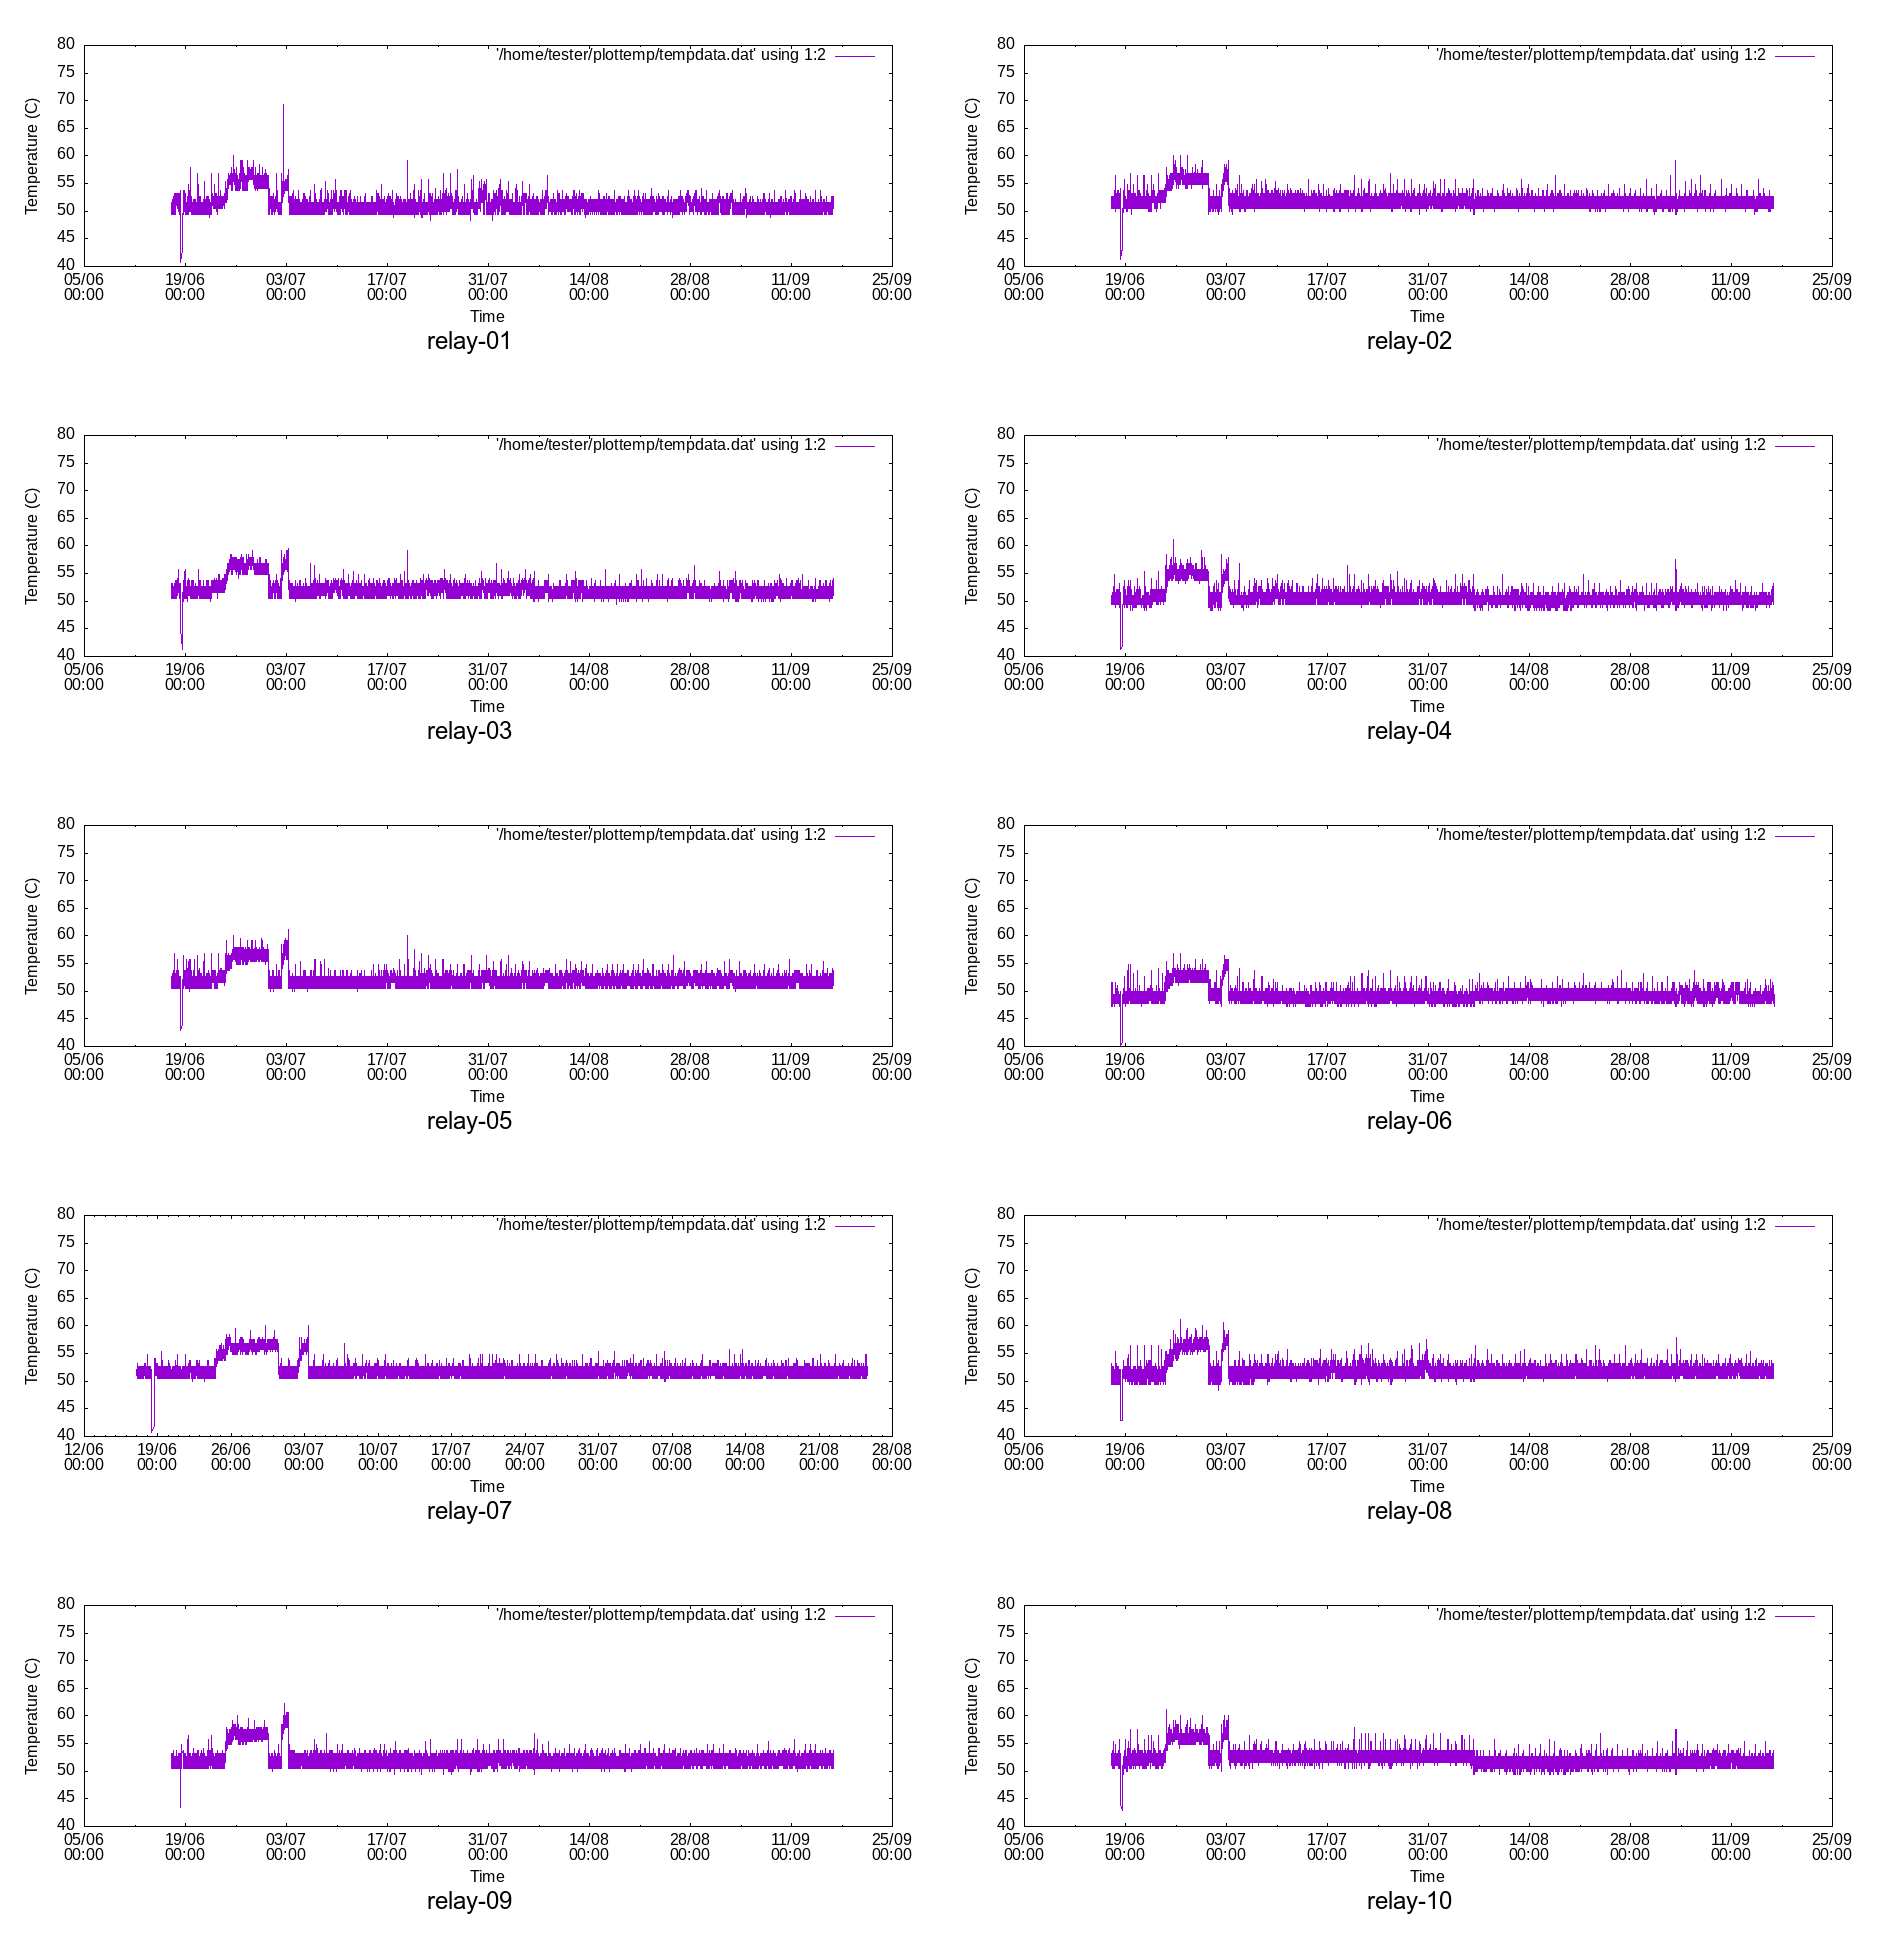 80 '/home/tester/plottemp/tempdata.dat' using 1:2
75
70
65
60
55
50
45
40
Temperature (C)
05/06 19/06 03/07 17/07 31/07 14/08 28/08 11/09 25/09
00:00 00:00 00:00 00:00 00:00 00:00 00:00 00:00 00:00
Time
relay-01
80 '/home/tester/plottemp/tempdata.dat' using 1:2
75
70
65
60
55
50
45
40
Temperature (C)
05/06 19/06 03/07 17/07 31/07 14/08 28/08 11/09 25/09
00:00 00:00 00:00 00:00 00:00 00:00 00:00 00:00 00:00
Time
relay-02
80 '/home/tester/plottemp/tempdata.dat' using 1:2
75
70
65
60
55
50
45
40
Temperature (C)
05/06 19/06 03/07 17/07 31/07 14/08 28/08 11/09 25/09
00:00 00:00 00:00 00:00 00:00 00:00 00:00 00:00 00:00
Time
relay-03
80 '/home/tester/plottemp/tempdata.dat' using 1:2
75
70
65
60
55
50
45
40
Temperature (C)
05/06 19/06 03/07 17/07 31/07 14/08 28/08 11/09 25/09
00:00 00:00 00:00 00:00 00:00 00:00 00:00 00:00 00:00
Time
relay-04
80 '/home/tester/plottemp/tempdata.dat' using 1:2
75
70
65
60
55
50
45
40
Temperature (C)
05/06 19/06 03/07 17/07 31/07 14/08 28/08 11/09 25/09
00:00 00:00 00:00 00:00 00:00 00:00 00:00 00:00 00:00
Time
relay-05
80 '/home/tester/plottemp/tempdata.dat' using 1:2
75
70
65
60
55
50
45
40
Temperature (C)
05/06 19/06 03/07 17/07 31/07 14/08 28/08 11/09 25/09
00:00 00:00 00:00 00:00 00:00 00:00 00:00 00:00 00:00
Time
relay-06
80 '/home/tester/plottemp/tempdata.dat' using 1:2
75
70
65
60
55
50
45
40
Temperature (C)
12/06 19/06 26/06 03/07 10/07 17/07 24/07 31/07 07/08 14/08 21/08 28/08
00:00 00:00 00:00 00:00 00:00 00:00 00:00 00:00 00:00 00:00 00:00 00:00
Time
relay-07
80 '/home/tester/plottemp/tempdata.dat' using 1:2
75
70
65
60
55
50
45
40
Temperature (C)
05/06 19/06 03/07 17/07 31/07 14/08 28/08 11/09 25/09
00:00 00:00 00:00 00:00 00:00 00:00 00:00 00:00 00:00
Time
relay-08
80 '/home/tester/plottemp/tempdata.dat' using 1:2
75
70
65
60
55
50
45
40
Temperature (C)
05/06 19/06 03/07 17/07 31/07 14/08 28/08 11/09 25/09
00:00 00:00 00:00 00:00 00:00 00:00 00:00 00:00 00:00
Time
relay-09
80 '/home/tester/plottemp/tempdata.dat' using 1:2
75
70
65
60
55
50
45
40
Temperature (C)
05/06 19/06 03/07 17/07 31/07 14/08 28/08 11/09 25/09
00:00 00:00 00:00 00:00 00:00 00:00 00:00 00:00 00:00
Time
relay-10